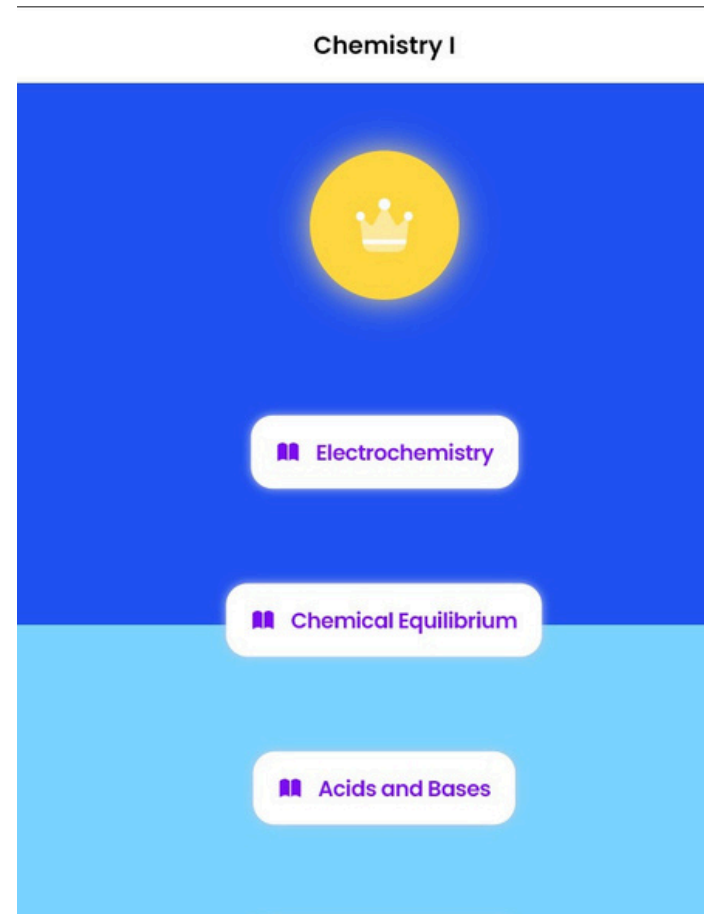 Chemistry I
Electrochemistry
Chemical Equilibrium
Acids and Bases